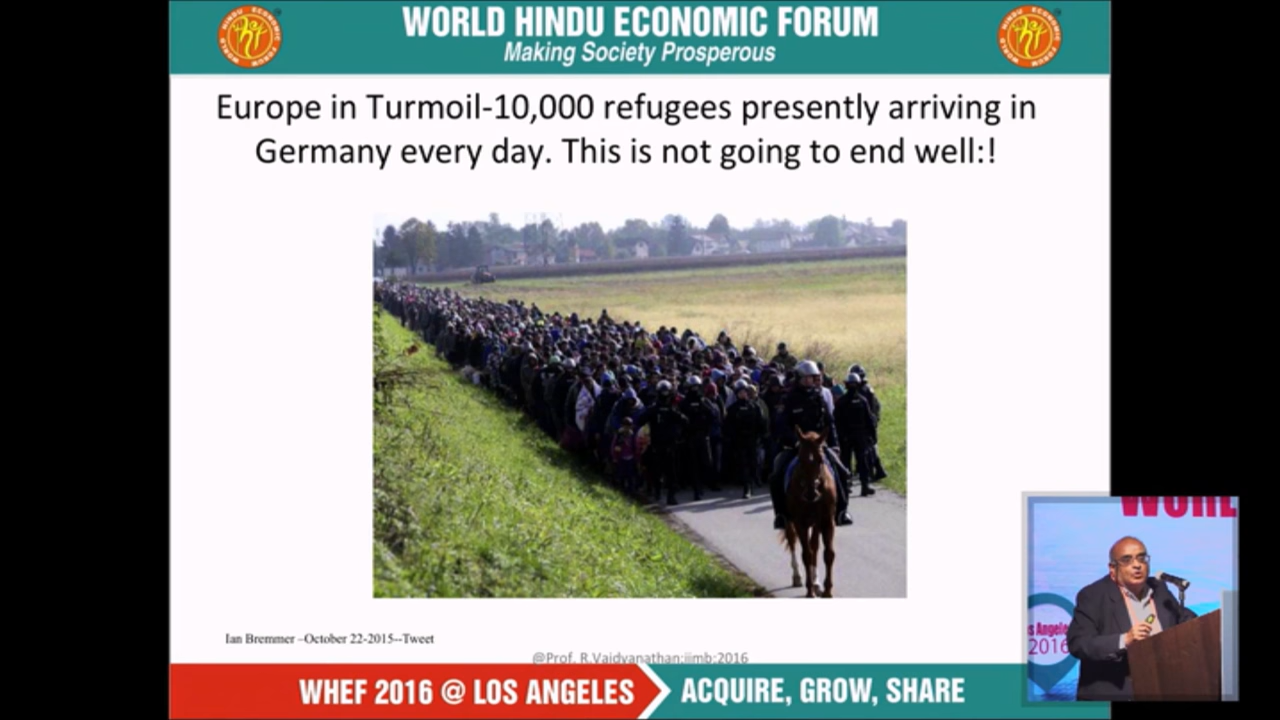 WORLD HINDU ECONOMIC FORUM
Making Society Prosperous
Europe in Turmoil-10,000 refugees presently arriving in
Germany every day. This is not going to end well:!
Ian Bremmer –October 22-2015--Tweet
@Prof. R.Vaidyanathan:iimb:2016
WHEF 2016 @ LOS ANGELES
ACQUIRE, GROW, SHARE
2016